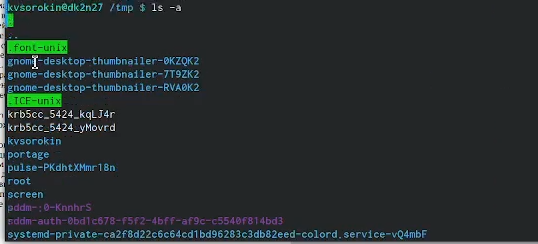 kvsorokin@dk2n27 /tmp $ ls -a
.
..
.font-unix
gnome-desktop-thumbnailer-0KZQK2
gnome-desktop-thumbnailer-7T9ZK2
gnome-desktop-thumbnailer-RVA0K2
.ICE-unix
krb5cc_5424_kqLJ4r
krb5cc_5424_yMovrd
kvsorokin
portage
pulse-PKdhtXMmr18n
root
screen
sddm-:0-KnnhrS
sddm-auth-0bd1c678-f5f2-4bff-af9c-c5540f814bd3
systemd-private-ca2f8d22c6c64cd1bd96283c3db82eed-colord.service-vQ4mbF